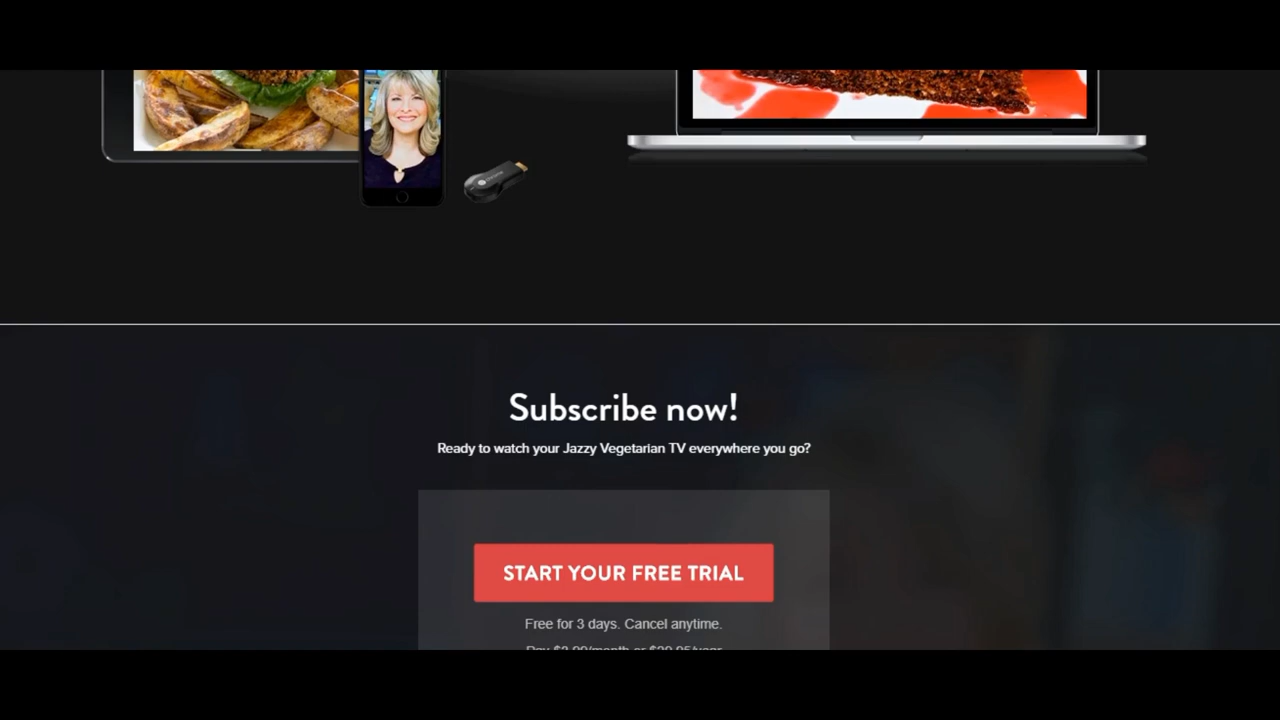 Subscribe now!
Ready to watch your Jazzy Vegetarian TV everywhere you go?
START YOUR FREE TRIAL
Free for 3 days. Cancel anytime.